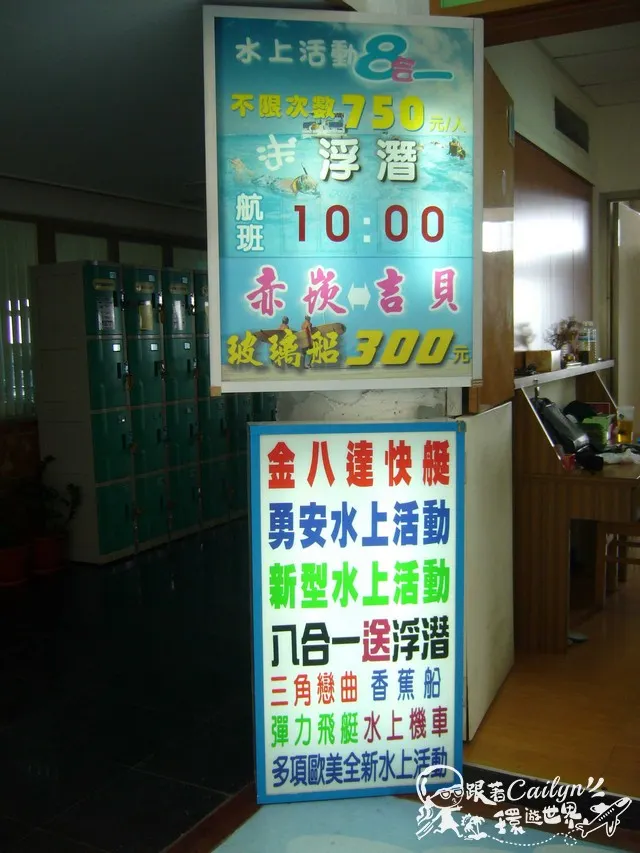 水上活動8合一
不限次數750元/人
浮潛
航班 10:00
赤崁⇔吉貝
玻璃船300元
金八達快艇
勇安水上活動
新型水上活動
八合一送浮潛
三角戀曲 香蕉船
彈力飛艇 水上機車
多項歐美全新水上活動
跟著Cailyn
環遊世界